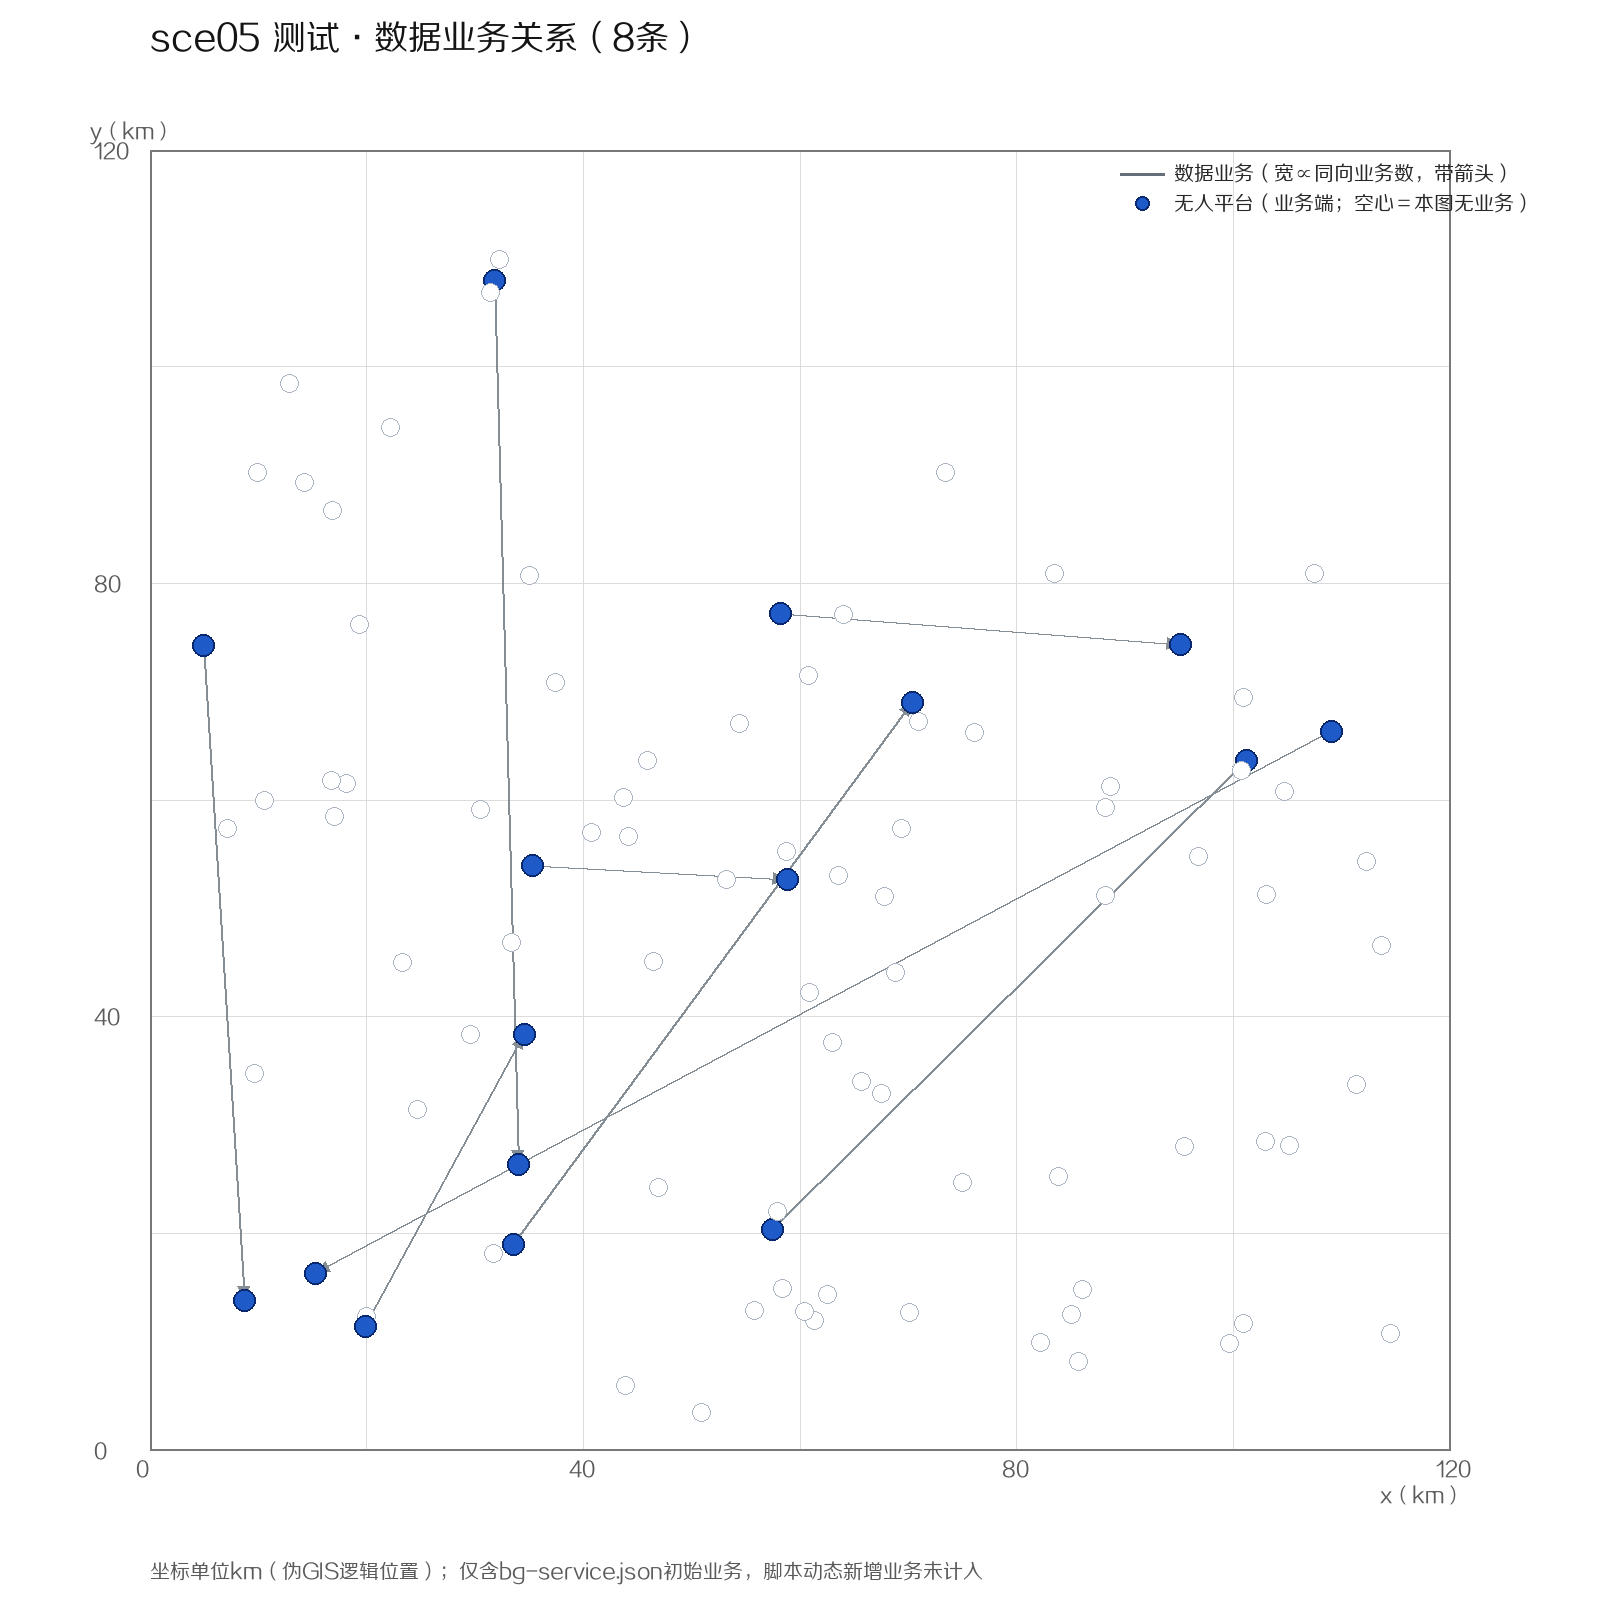 sce05 测试·数据业务关系（8条）
y（km）
120
数据业务（宽∝同向业务数，带箭头）
无人平台（业务端；空心＝本图无业务）
80
40
0
0 40 80 120
x（km）
坐标单位km（伪GIS逻辑位置）；仅含bg-service.json初始业务，脚本动态新增业务未计入